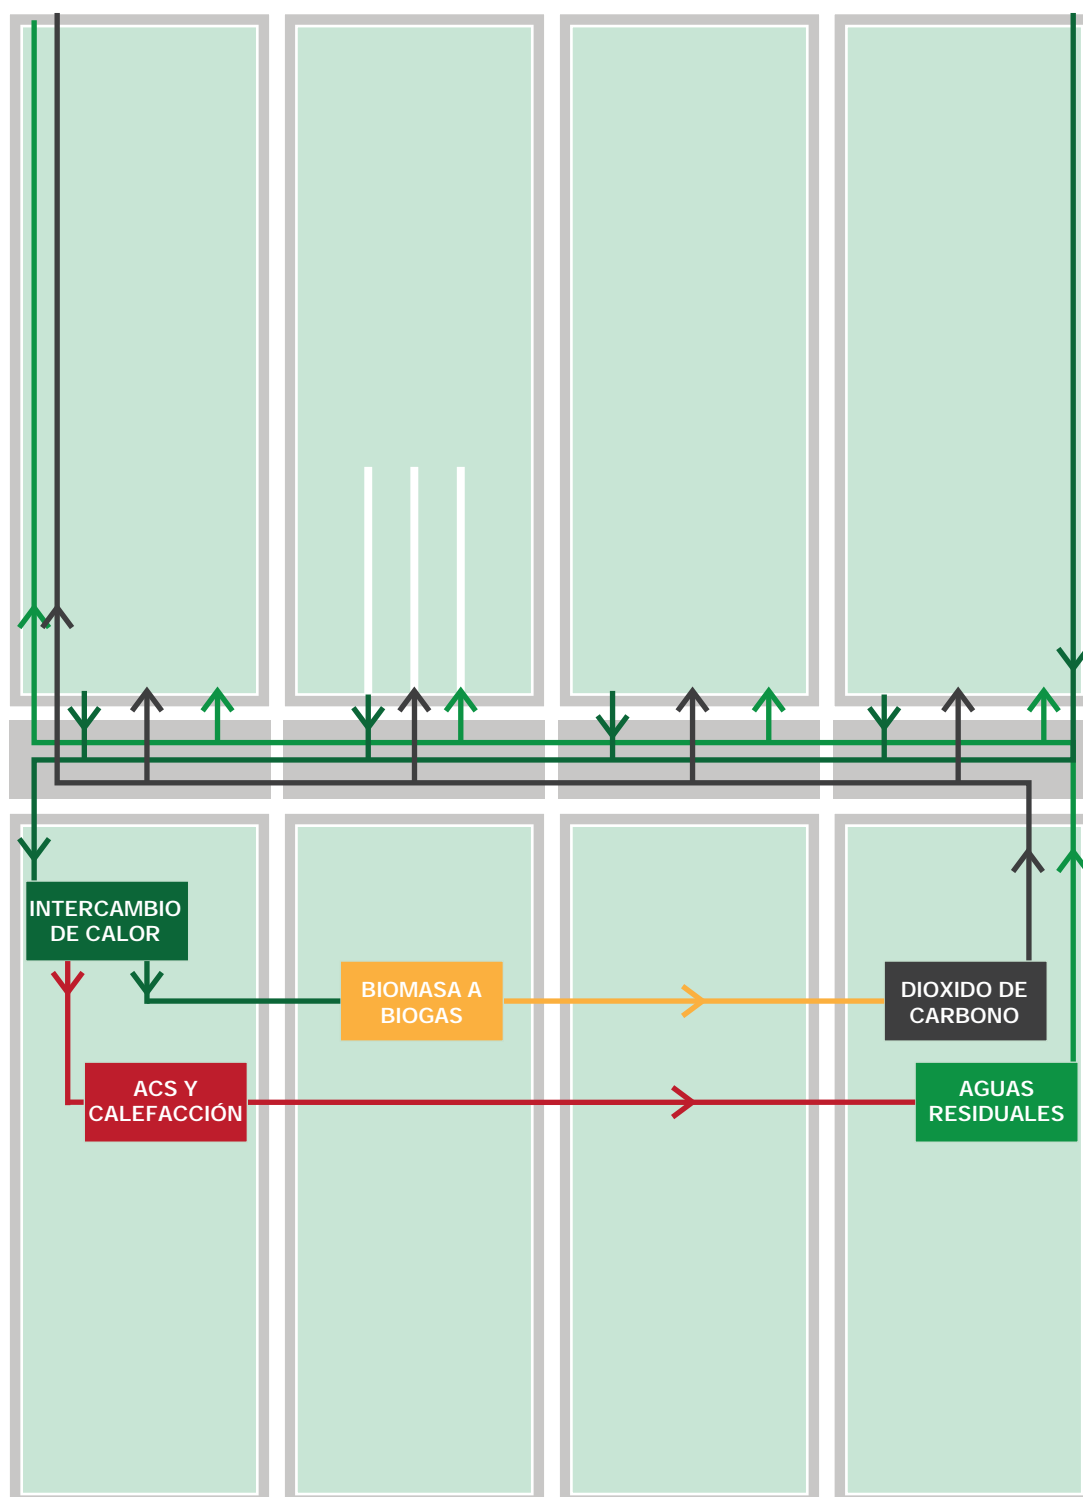 INTERCAMBIO
DE CALOR
BIOMASA A
BIOGAS
DIOXIDO DE
CARBONO
ACS Y
CALEFACCIÓN
AGUAS
RESIDUALES